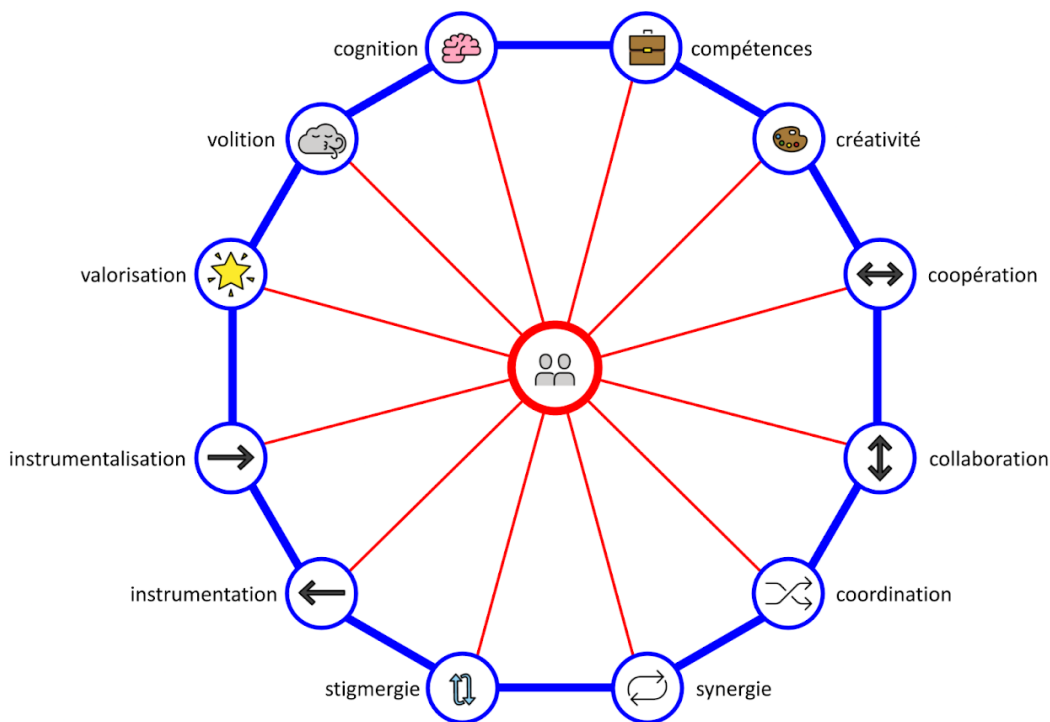 cognition
compétences
volition
créativité
valorisation
coopération
instrumentalisation
collaboration
instrumentation
coordination
stigmergie
synergie